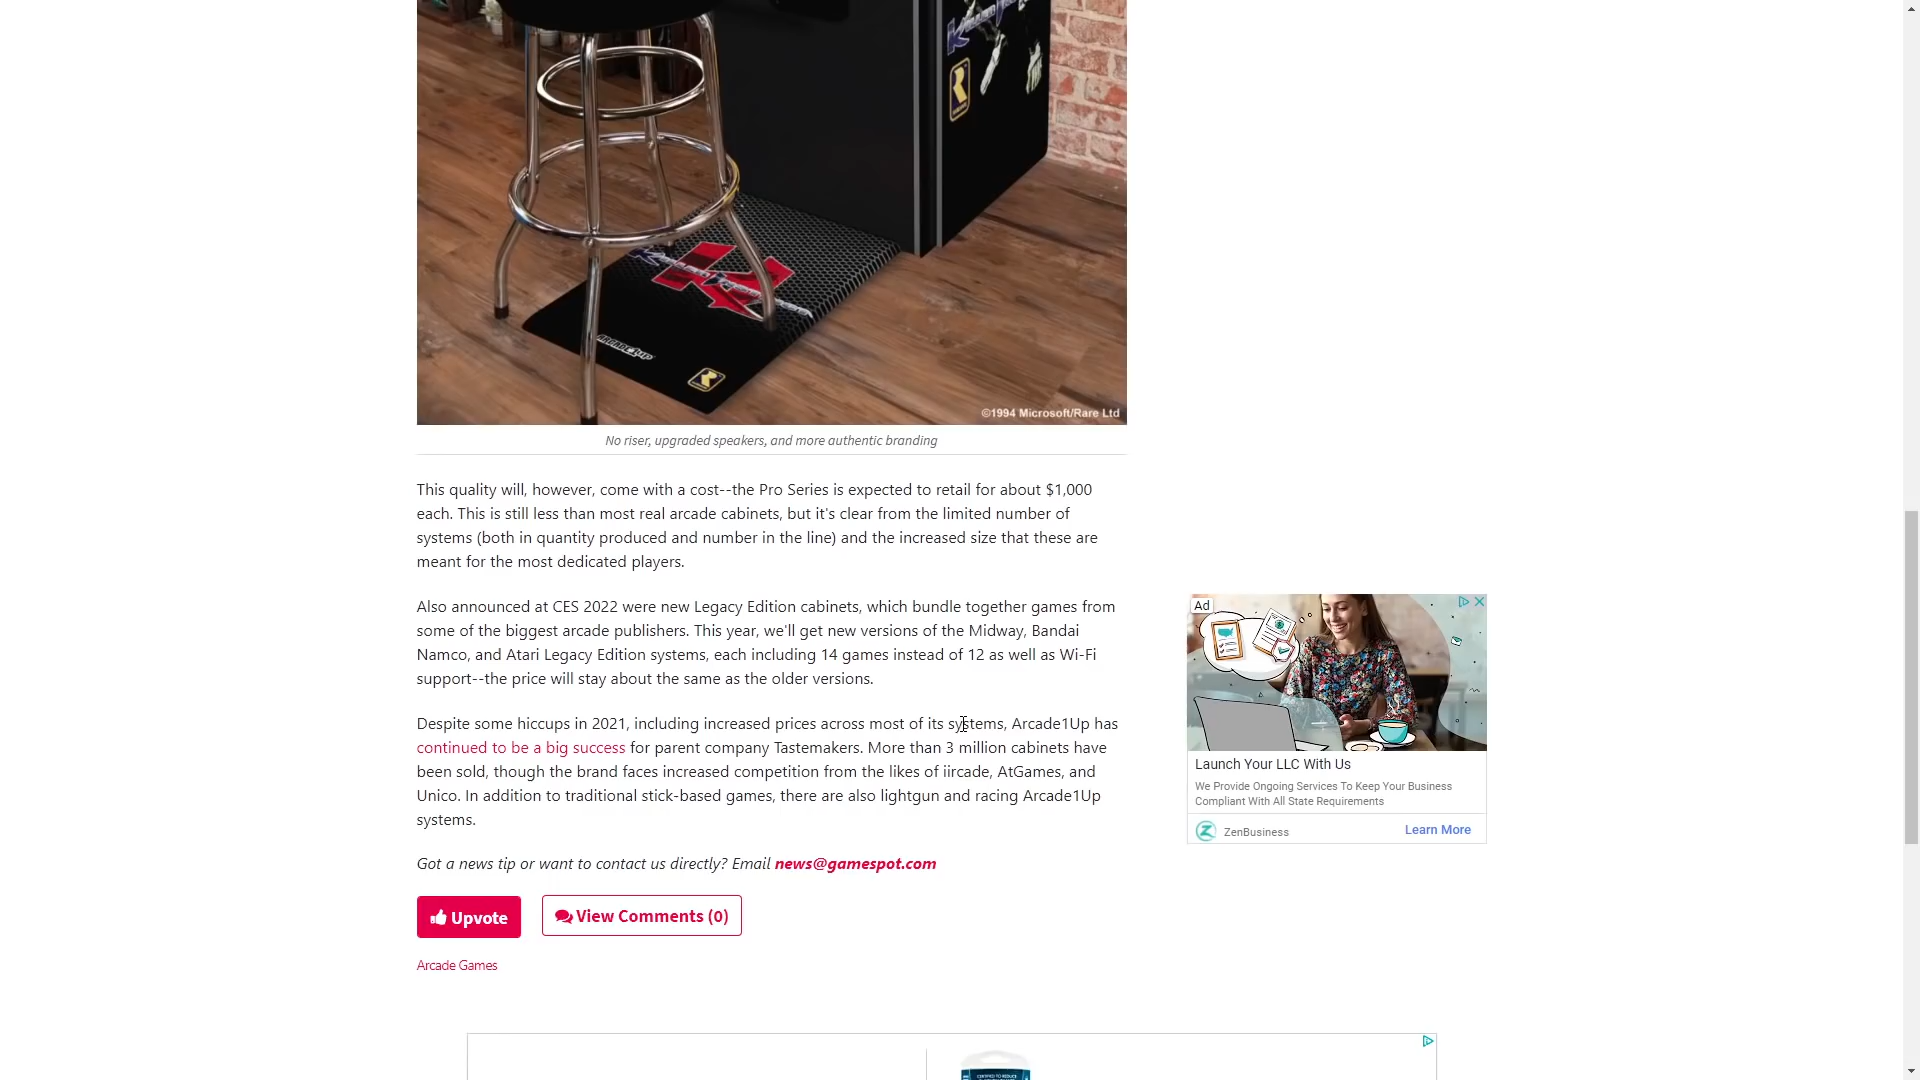 ARCADE1UP
©1994 Microsoft/Rare Ltd
No riser, upgraded speakers, and more authentic branding
This quality will, however, come with a cost--the Pro Series is expected to retail for about $1,000
each. This is still less than most real arcade cabinets, but it's clear from the limited number of
systems (both in quantity produced and number in the line) and the increased size that these are
meant for the most dedicated players.
Also announced at CES 2022 were new Legacy Edition cabinets, which bundle together games from
some of the biggest arcade publishers. This year, we'll get new versions of the Midway, Bandai
Namco, and Atari Legacy Edition systems, each including 14 games instead of 12 as well as Wi-Fi
support--the price will stay about the same as the older versions.
Despite some hiccups in 2021, including increased prices across most of its systems, Arcade1Up has
continued to be a big success for parent company Tastemakers. More than 3 million cabinets have
been sold, though the brand faces increased competition from the likes of iircade, AtGames, and
Unico. In addition to traditional stick-based games, there are also lightgun and racing Arcade1Up
systems.
Got a news tip or want to contact us directly? Email news@gamespot.com
Upvote
View Comments (0)
Arcade Games
Ad
Launch Your LLC With Us
We Provide Ongoing Services To Keep Your Business
Compliant With All State Requirements
ZenBusiness
Learn More
CERTIFIED TO REDUCE